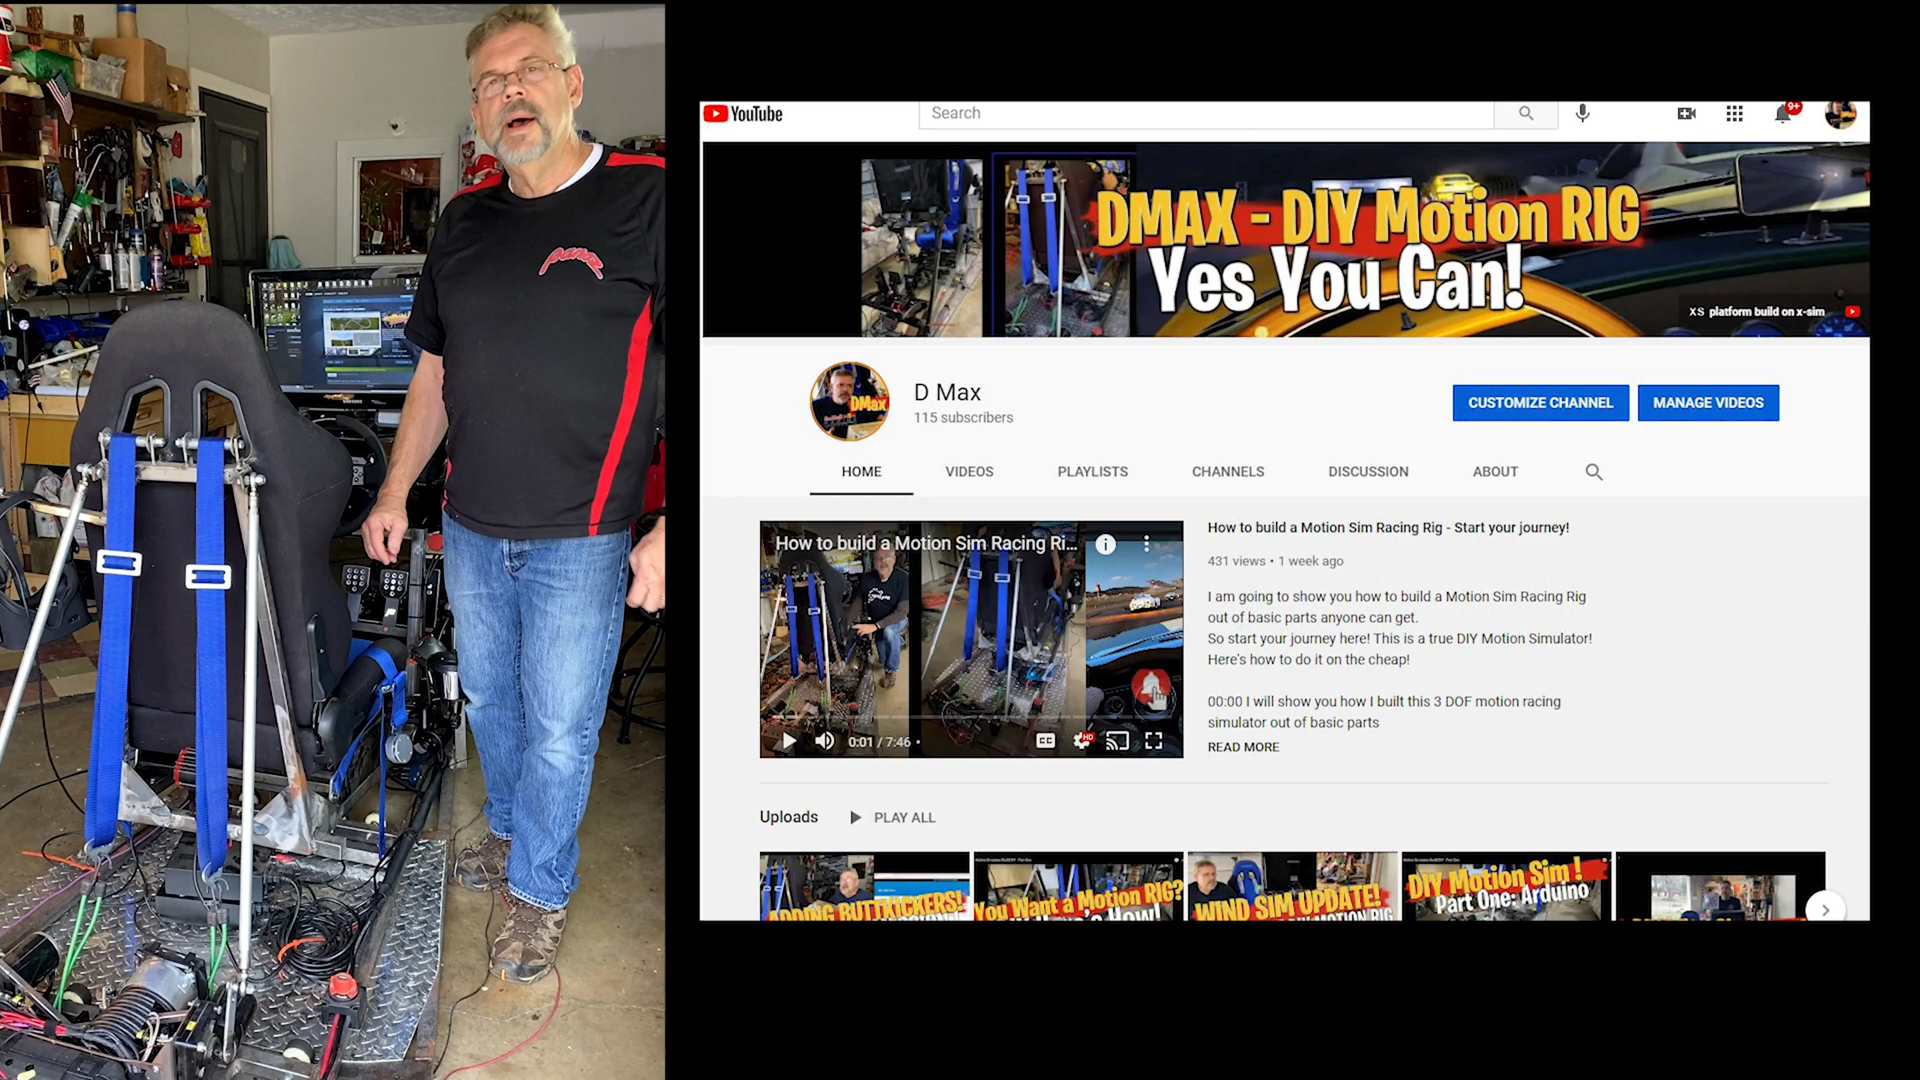 YouTube
Search
9+
DMAX - DIY Motion RIG
Yes You Can!
XS platform build on x-sim
DMax
D Max
115 subscribers
CUSTOMIZE CHANNEL
MANAGE VIDEOS
HOME
VIDEOS
PLAYLISTS
CHANNELS
DISCUSSION
ABOUT
How to build a Motion Sim Racing Ri...
0:01 / 7:46
CC
HD
How to build a Motion Sim Racing Rig - Start your journey!
431 views • 1 week ago
I am going to show you how to build a Motion Sim Racing Rig
out of basic parts anyone can get.
So start your journey here! This is a true DIY Motion Simulator!
Here's how to do it on the cheap!
00:00 I will show you how I built this 3 DOF motion racing
simulator out of basic parts
READ MORE
Uploads
PLAY ALL
ADDING BUTTKICKERS!
You Want a Motion RIG?
WIND SIM UPDATE!
DIY Motion Sim !
Part One: Arduino